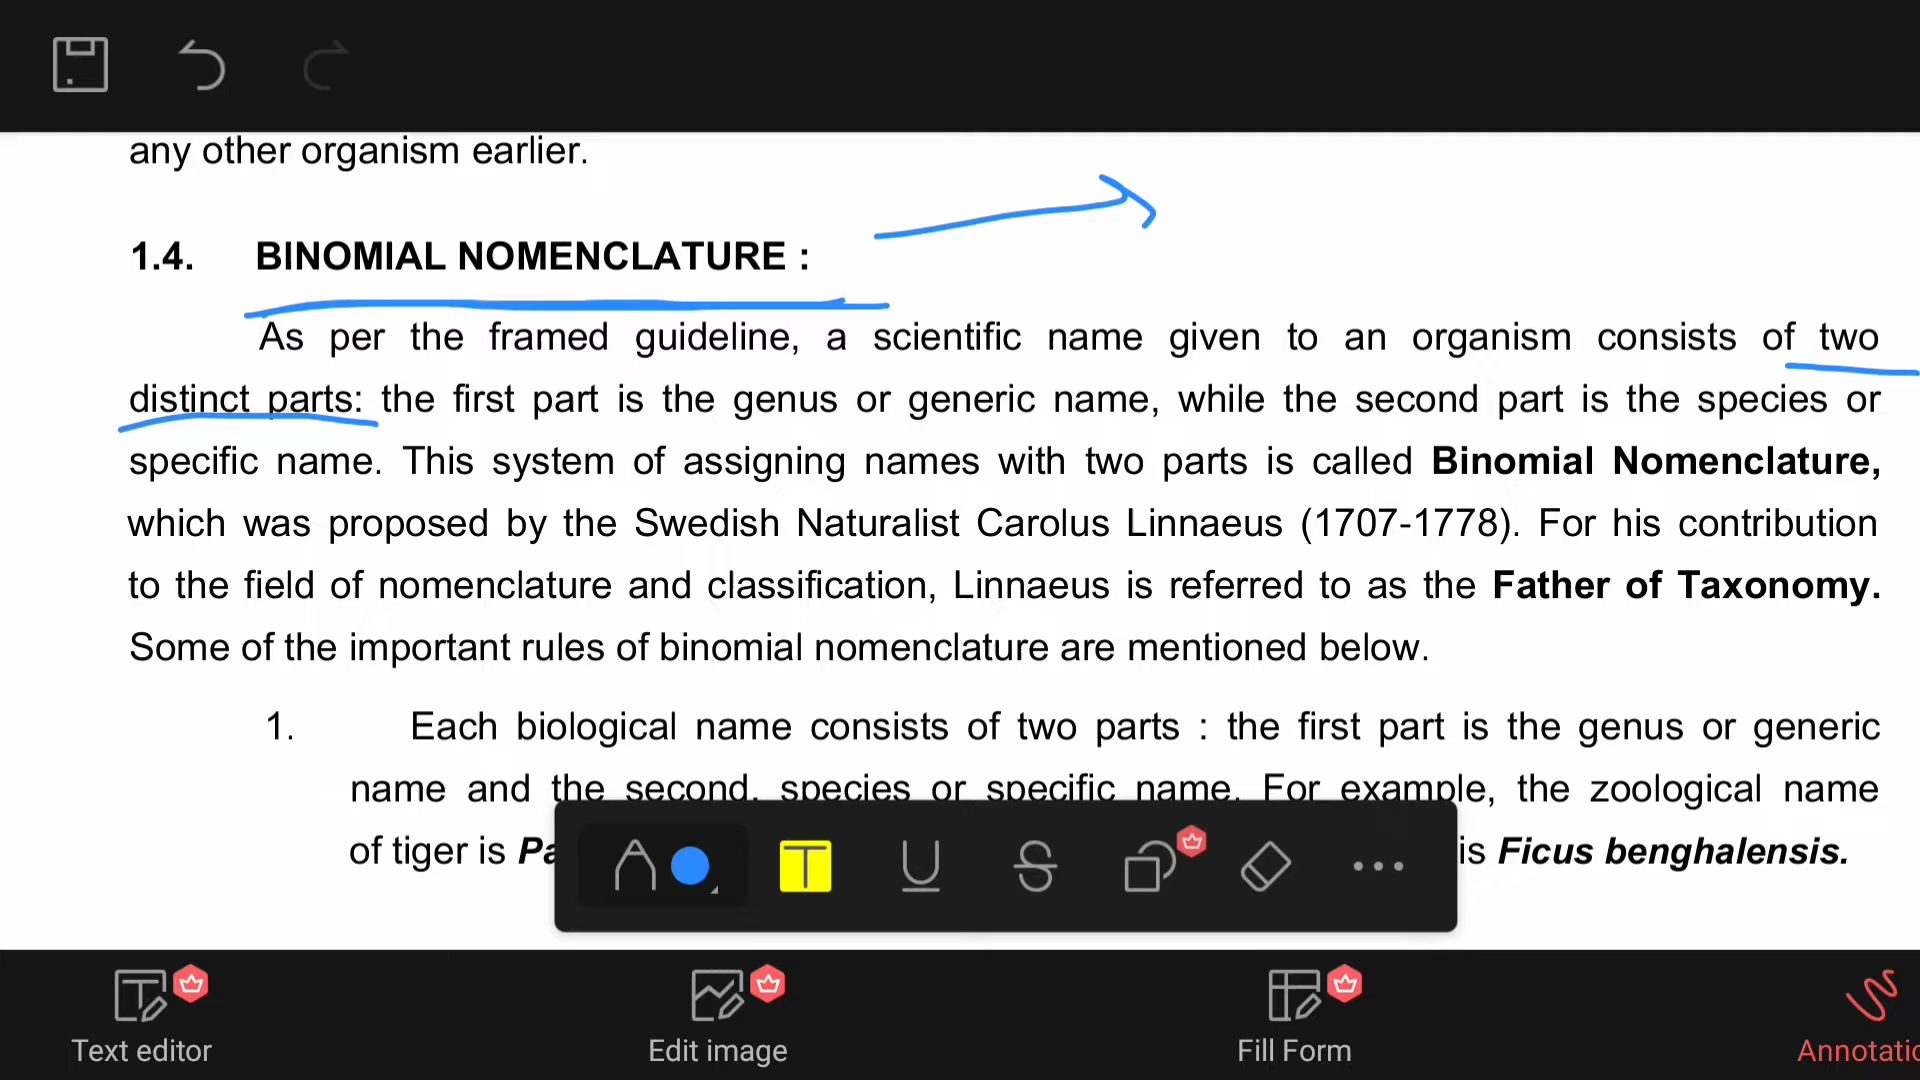 any other organism earlier.
1.4. BINOMIAL NOMENCLATURE :
As per the framed guideline, a scientific name given to an organism consists of two
distinct parts: the first part is the genus or generic name, while the second part is the species or
specific name. This system of assigning names with two parts is called Binomial Nomenclature,
which was proposed by the Swedish Naturalist Carolus Linnaeus (1707-1778). For his contribution
to the field of nomenclature and classification, Linnaeus is referred to as the Father of Taxonomy.
Some of the important rules of binomial nomenclature are mentioned below.
1. Each biological name consists of two parts : the first part is the genus or generic
name and the second, species or specific name. For example, the zoological name
of tiger is is Ficus benghalensis.
Text editor Edit image Fill Form